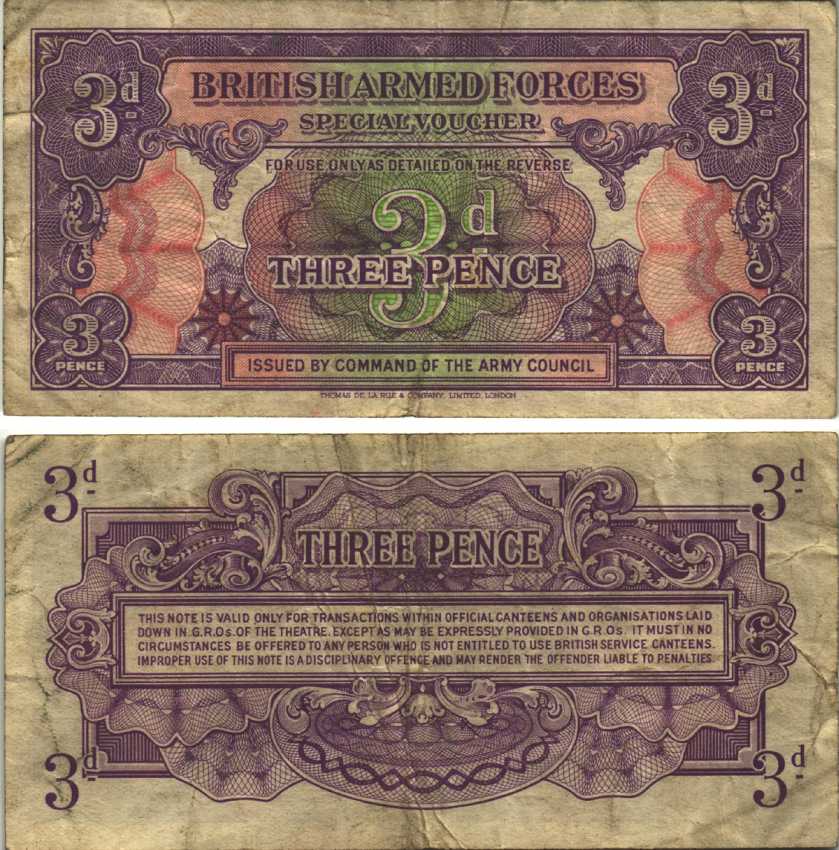 3d 3d
BRITISH ARMED FORCES
SPECIAL VOUCHER
FOR USE ONLY AS DETAILED ON THE REVERSE
3d
THREE PENCE
3 3
PENCE PENCE
ISSUED BY COMMAND OF THE ARMY COUNCIL
THOMAS DE LA RUE & COMPANY, LIMITED, LONDON
3d 3d
THREE PENCE
THIS NOTE IS VALID ONLY FOR TRANSACTIONS WITHIN OFFICIAL CANTEENS AND ORGANISATIONS LAID
DOWN IN G.R.Os. OF THE THEATRE. EXCEPT AS MAY BE EXPRESSLY PROVIDED IN G.R.Os. IT MUST IN NO
CIRCUMSTANCES BE OFFERED TO ANY PERSON WHO IS NOT ENTITLED TO USE BRITISH SERVICE CANTEENS.
IMPROPER USE OF THIS NOTE IS A DISCIPLINARY OFFENCE AND MAY RENDER THE OFFENDER LIABLE TO PENALTIES.
3d 3d